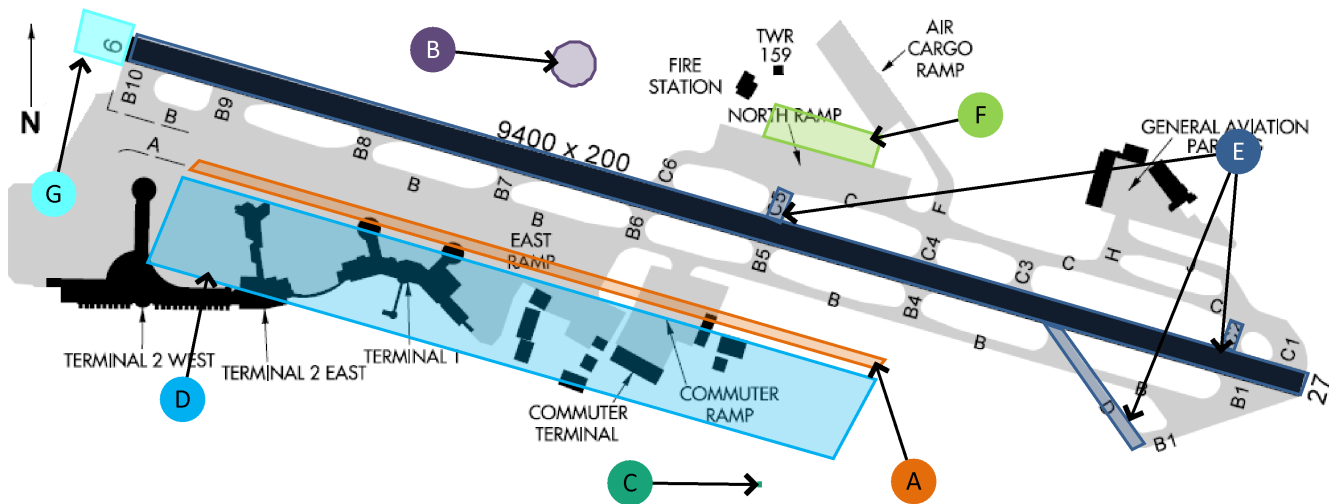 N
6
B10
B9
B
A
B8
B
B7
B
B6
9400 x 200
B
TWR
159
FIRE
STATION
AIR
CARGO
RAMP
NORTH RAMP
F
GENERAL AVIATION
E
G
C6
C5
C
F
C4
C3
C
H
C
C1
27
B5
B
B4
B
B
B1
D
B1
EAST
RAMP
TERMINAL 2 WEST
TERMINAL 2 EAST
TERMINAL 1
D
COMMUTER
TERMINAL
COMMUTER
RAMP
C
A